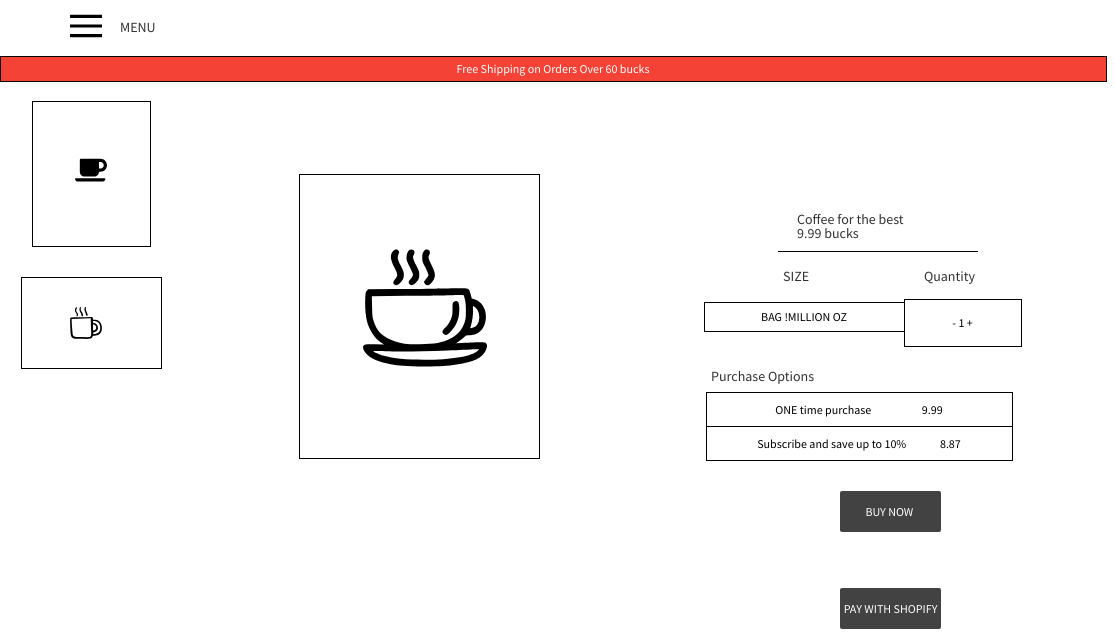 MENU
Free Shipping on Orders Over 60 bucks
Coffee for the best
9.99 bucks
SIZE Quantity
BAG !MILLION OZ - 1 +
Purchase Options
ONE time purchase 9.99
Subscribe and save up to 10% 8.87
BUY NOW
PAY WITH SHOPIFY